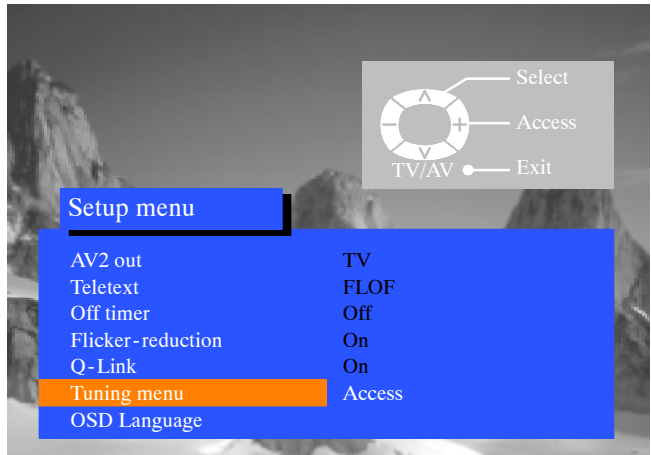 Select
Access
TV/AV Exit
Setup menu
AV2 out TV
Teletext FLOF
Off timer Off
Flicker-reduction On
Q-Link On
Tuning menu Access
OSD Language